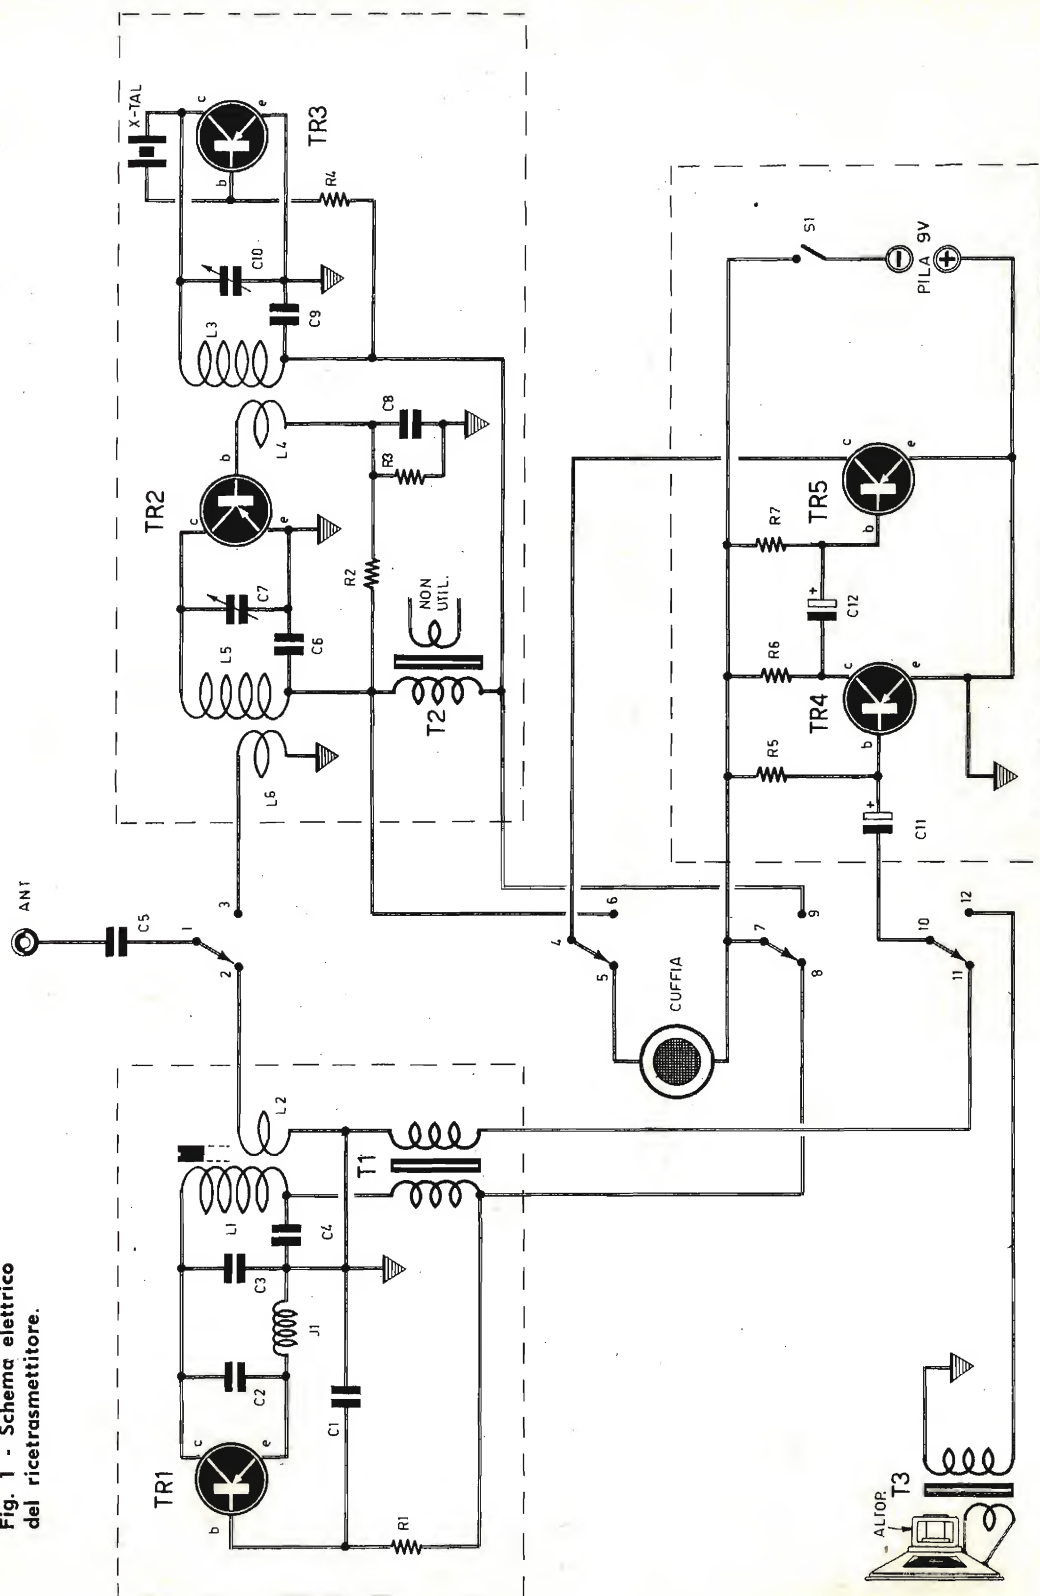 Fig. 1 - Schema elettrico
del ricetrasmettitore.
ANT
C5
1
2
3
X-TAL
c
b
e
TR3
R4
C10
C9
L3
L4
C8
R3
TR2
c
b
e
C7
L5
C6
R2
NON
UTIL.
T2
L6
S1
PILA 9V
TR5
c
b
e
R7
C12
+
R6
TR4
c
b
e
R5
C11
+
4
5
6
7
8
9
10
11
12
CUFFIA
L2
L1
T1
C4
C3
J1
C2
C1
TR1
c
b
e
R1
ALTOP.
T3